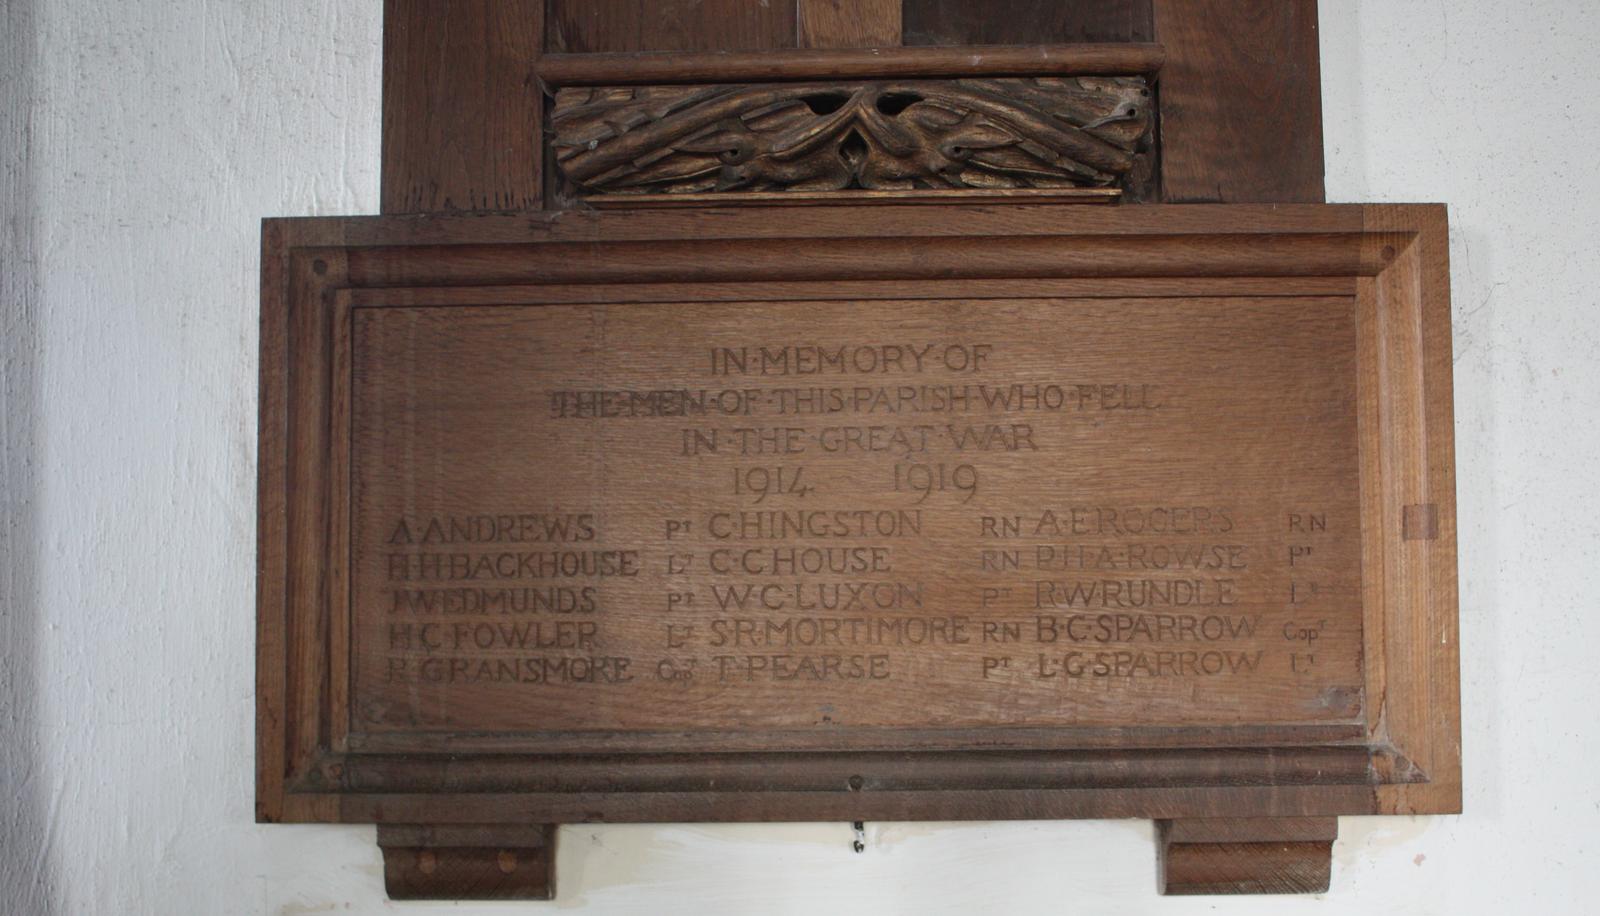 IN·MEMORY·OF
THE·MEN·OF·THIS·PARISH·WHO·FELL
IN·THE·GREAT·WAR
1914 1919
A·ANDREWS PT C·HINGSTON RN A·E·ROGERS RN
H·H·BACKHOUSE LT C·C·HOUSE RN P·H·A·ROWSE PT
J·W·EDMUNDS PT W·C·LUXON PT R·W·RUNDLE LT
H·C·FOWLER LT S·R·MORTIMORE RN B·C·SPARROW CapT
R·GRANSMORE CapT T·PEARSE PT L·G·SPARROW LT